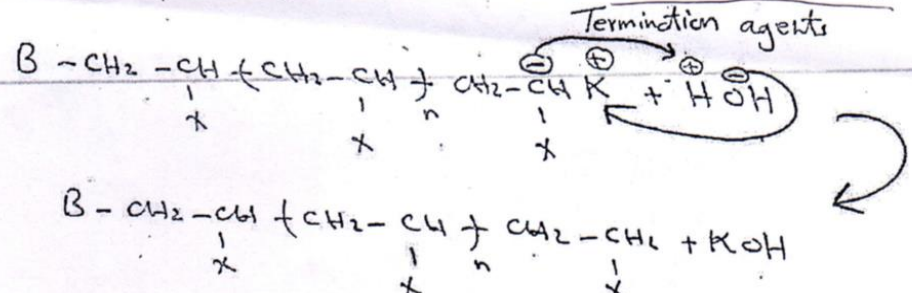 Termination agents
B - CH2 - CH -( CH2 - CH -)n CH2 - CH⊖ K⊕ + H⊕ OH⊖
X X X
B - CH2 - CH -( CH2 - CH -)n CH2 - CH2 + KOH
X X X